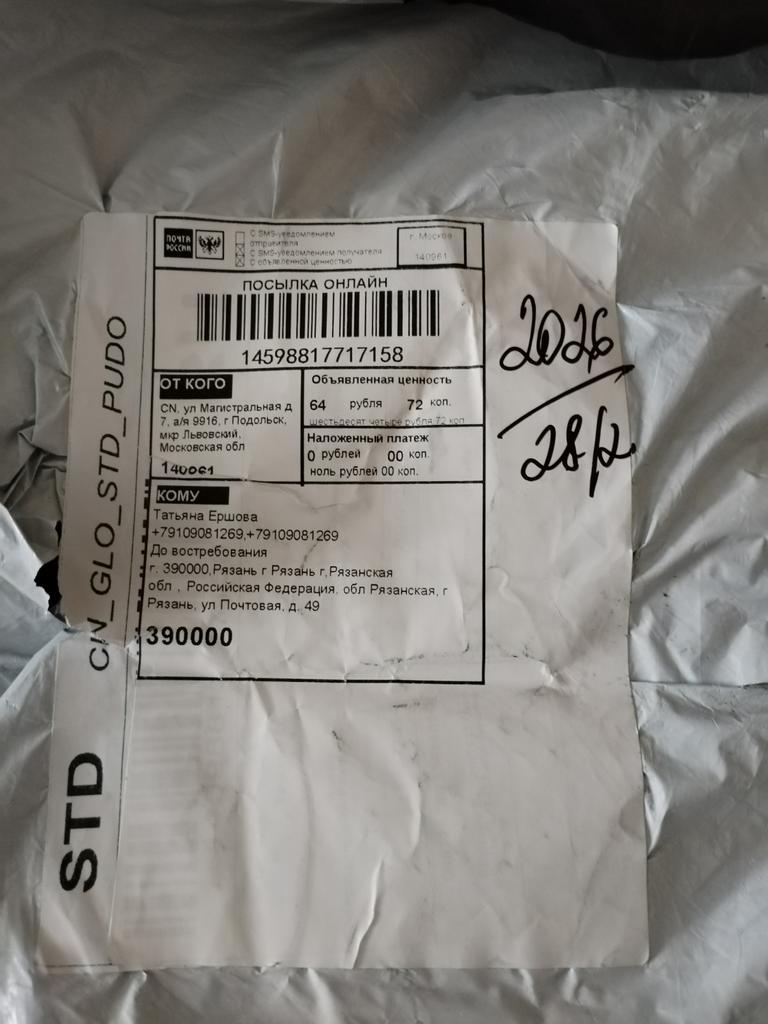 ПОЧТА РОССИИ
С SMS-уведомлением отправителя
С SMS-уведомлением получателя
С объявленной ценностью
г. Москва
140961
ПОСЫЛКА ОНЛАЙН
14598817717158
ОТ КОГО
CN, ул Магистральная д
7, а/я 9916, г Подольск,
мкр Львовский,
Московская обл
140961
Объявленная ценность
64 рубля 72 коп.
шестьдесят четыре рубля 72 коп
Наложенный платеж
0 рублей 00 коп.
ноль рублей 00 коп.
КОМУ
Татьяна Ершова
+79109081269,+79109081269
До востребования
г. 390000,Рязань г Рязань г,Рязанская
обл , Российская Федерация, обл Рязанская, г
Рязань, ул Почтовая, д. 49
390000
2026
28/2
CN_GLO_STD_PUDO
STD